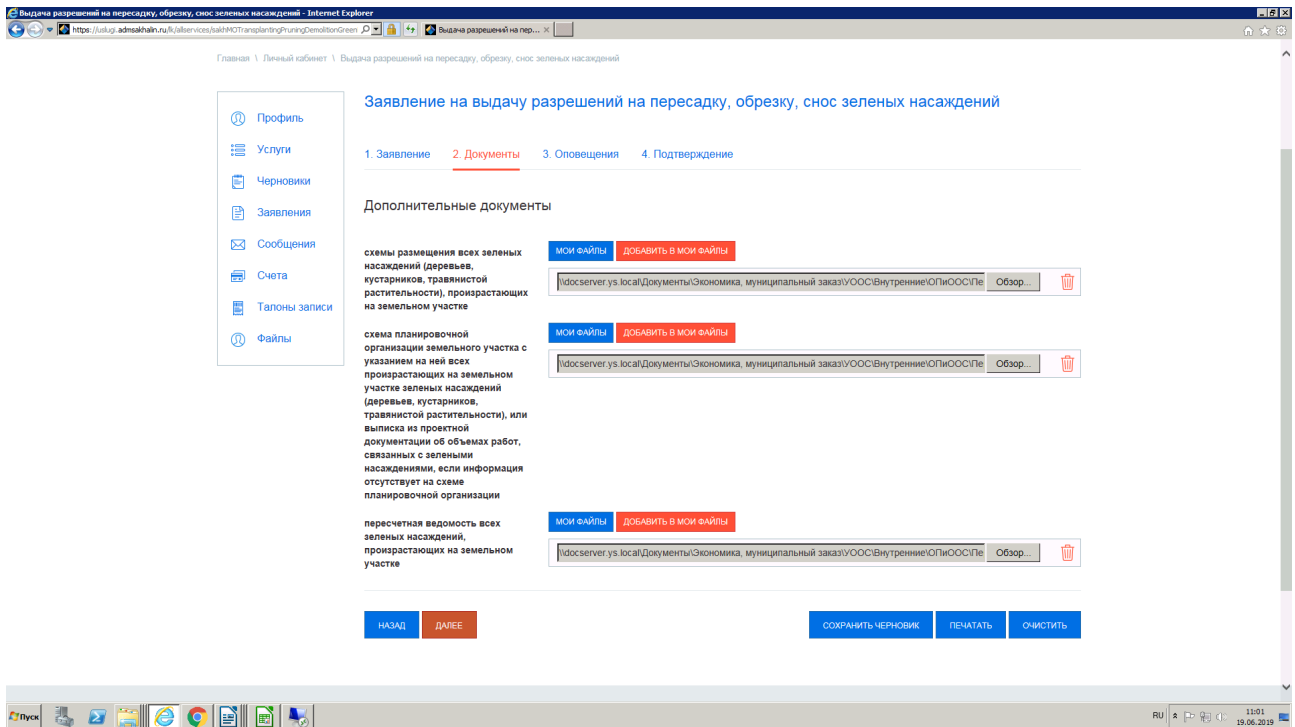 Выдача разрешения на пересадку, обрезку, снос зеленых насаждений - Internet Explorer
https://uslugi.admsakhalin.ru/lk/allservices/sakhMOTransplantingPruningDemolitionGreen
Выдача разрешений на пер...
Главная \ Личный кабинет \ Выдача разрешений на пересадку, обрезку, снос зеленых насаждений
Профиль
Услуги
Черновики
Заявления
Сообщения
Счета
Талоны записи
Файлы
Заявление на выдачу разрешений на пересадку, обрезку, снос зеленых насаждений
1. Заявление 2. Документы 3. Оповещения 4. Подтверждение
Дополнительные документы
схемы размещения всех зеленых
насаждений (деревьев,
кустарников, травянистой
растительности), произрастающих
на земельном участке
МОИ ФАЙЛЫ ДОБАВИТЬ В МОИ ФАЙЛЫ
\\docserver.ys.local\Документы\Экономика, муниципальный заказ\УООС\Внутренние\ОПиООС\Пе Обзор...
схема планировочной
организации земельного участка с
указанием на ней всех
произрастающих на земельном
участке зеленых насаждений
(деревьев, кустарников,
травянистой растительности), или
выписка из проектной
документации об объемах работ,
связанных с зелеными
насаждениями, если информация
отсутствует на схеме
планировочной организации
МОИ ФАЙЛЫ ДОБАВИТЬ В МОИ ФАЙЛЫ
\\docserver.ys.local\Документы\Экономика, муниципальный заказ\УООС\Внутренние\ОПиООС\Пе Обзор...
пересчетная ведомость всех
зеленых насаждений,
произрастающих на земельном
участке
МОИ ФАЙЛЫ ДОБАВИТЬ В МОИ ФАЙЛЫ
\\docserver.ys.local\Документы\Экономика, муниципальный заказ\УООС\Внутренние\ОПиООС\Пе Обзор...
НАЗАД ДАЛЕЕ СОХРАНИТЬ ЧЕРНОВИК ПЕЧАТАТЬ ОЧИСТИТЬ
Пуск RU 11:01
19.06.2019